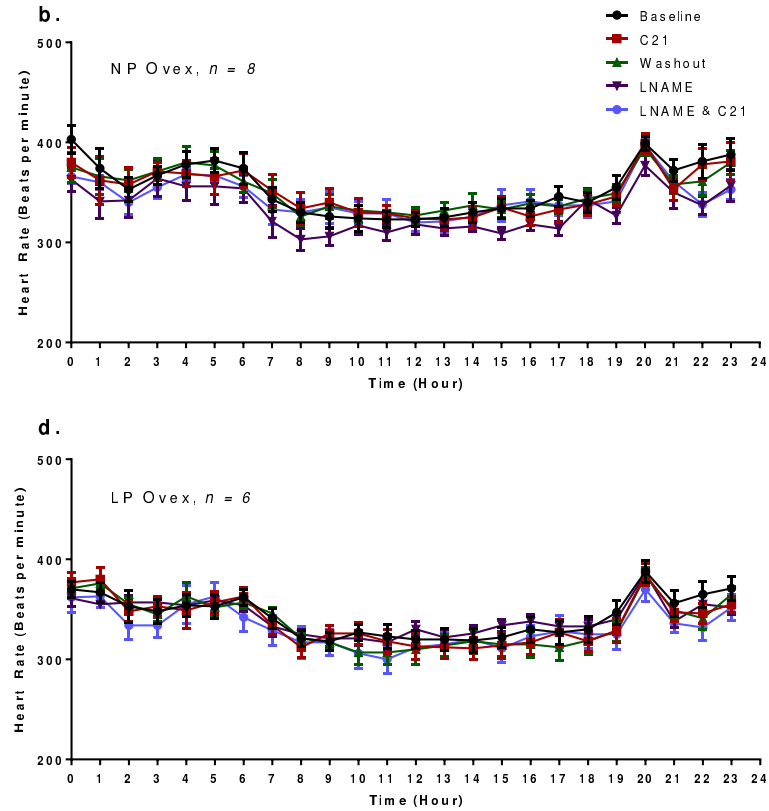 b.
Baseline
C21
Washout
LNAME
LNAME & C21
NP Ovex, n = 8
Heart Rate (Beats per minute)
500
400
300
200
0 1 2 3 4 5 6 7 8 9 10 11 12 13 14 15 16 17 18 19 20 21 22 23 24
Time (Hour)
d.
LP Ovex, n = 6
Heart Rate (Beats per minute)
500
400
300
200
0 1 2 3 4 5 6 7 8 9 10 11 12 13 14 15 16 17 18 19 20 21 22 23 24
Time (Hour)